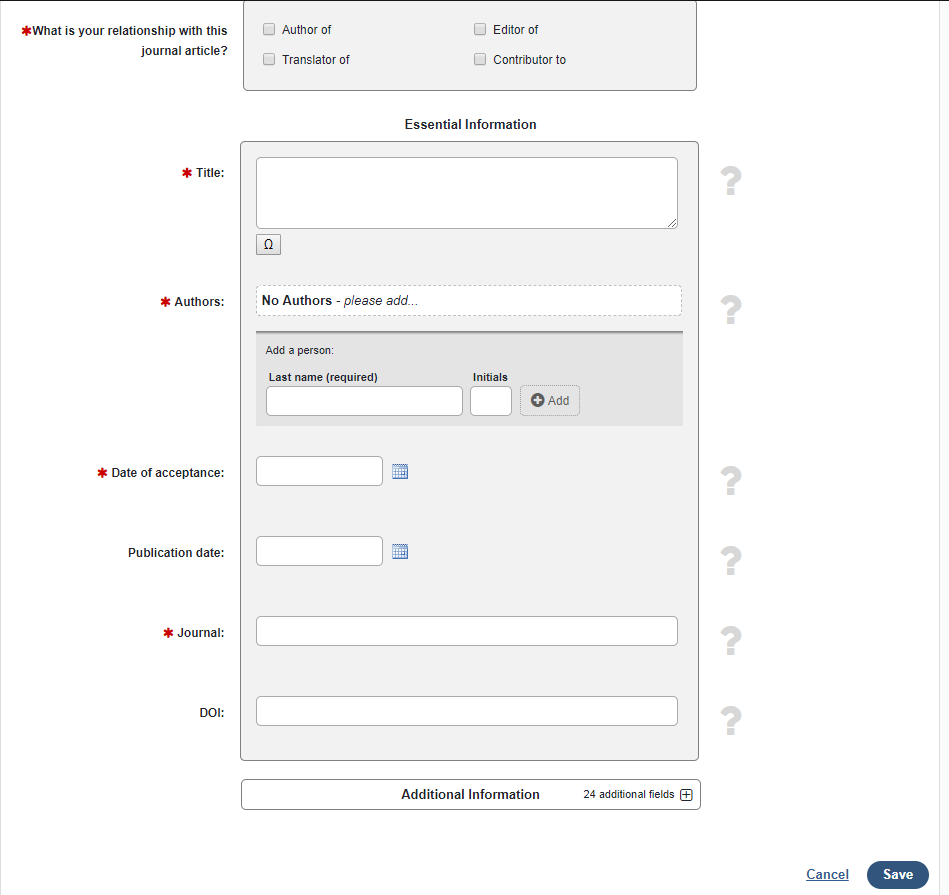 ✱What is your relationship with this
journal article?
Author of
Editor of
Translator of
Contributor to
Essential Information
✱ Title:
?
Ω
✱ Authors:
No Authors - please add...
?
Add a person:
Last name (required)
Initials
Add
✱ Date of acceptance:
?
Publication date:
?
✱ Journal:
?
DOI:
?
Additional Information
24 additional fields
Cancel
Save